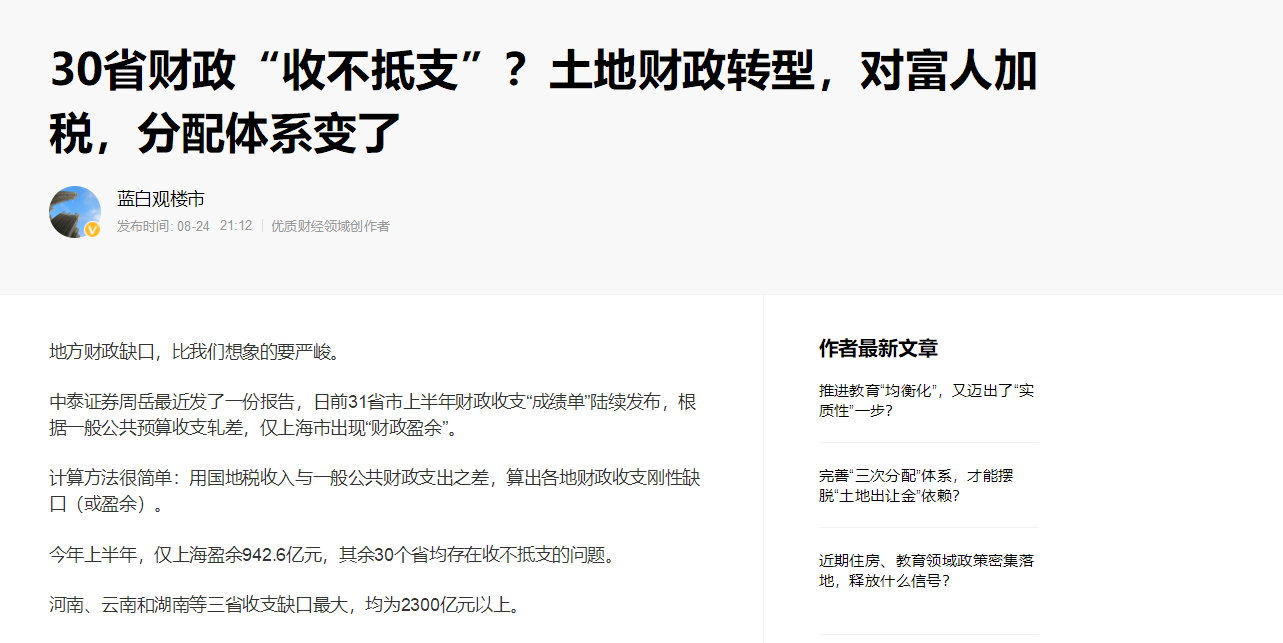 30省财政“收不抵支”？土地财政转型，对富人加
税，分配体系变了
蓝白观楼市
发布时间: 08-24 21:12 优质财经领域创作者
地方财政缺口，比我们想象的要严峻。
中泰证券周岳最近发了一份报告，日前31省市上半年财政收支“成绩单”陆续发布，根
据一般公共预算收支轧差，仅上海市出现“财政盈余”。
计算方法很简单：用国地税收入与一般公共财政支出之差，算出各地财政收支刚性缺
口（或盈余）。
今年上半年，仅上海盈余942.6亿元，其余30个省均存在收不抵支的问题。
河南、云南和湖南等三省收支缺口最大，均为2300亿元以上。
作者最新文章
推进教育“均衡化”，又迈出了“实
质性”一步?
完善“三次分配”体系，才能摆
脱“土地出让金”依赖?
近期住房、教育领域政策密集落
地，释放什么信号?